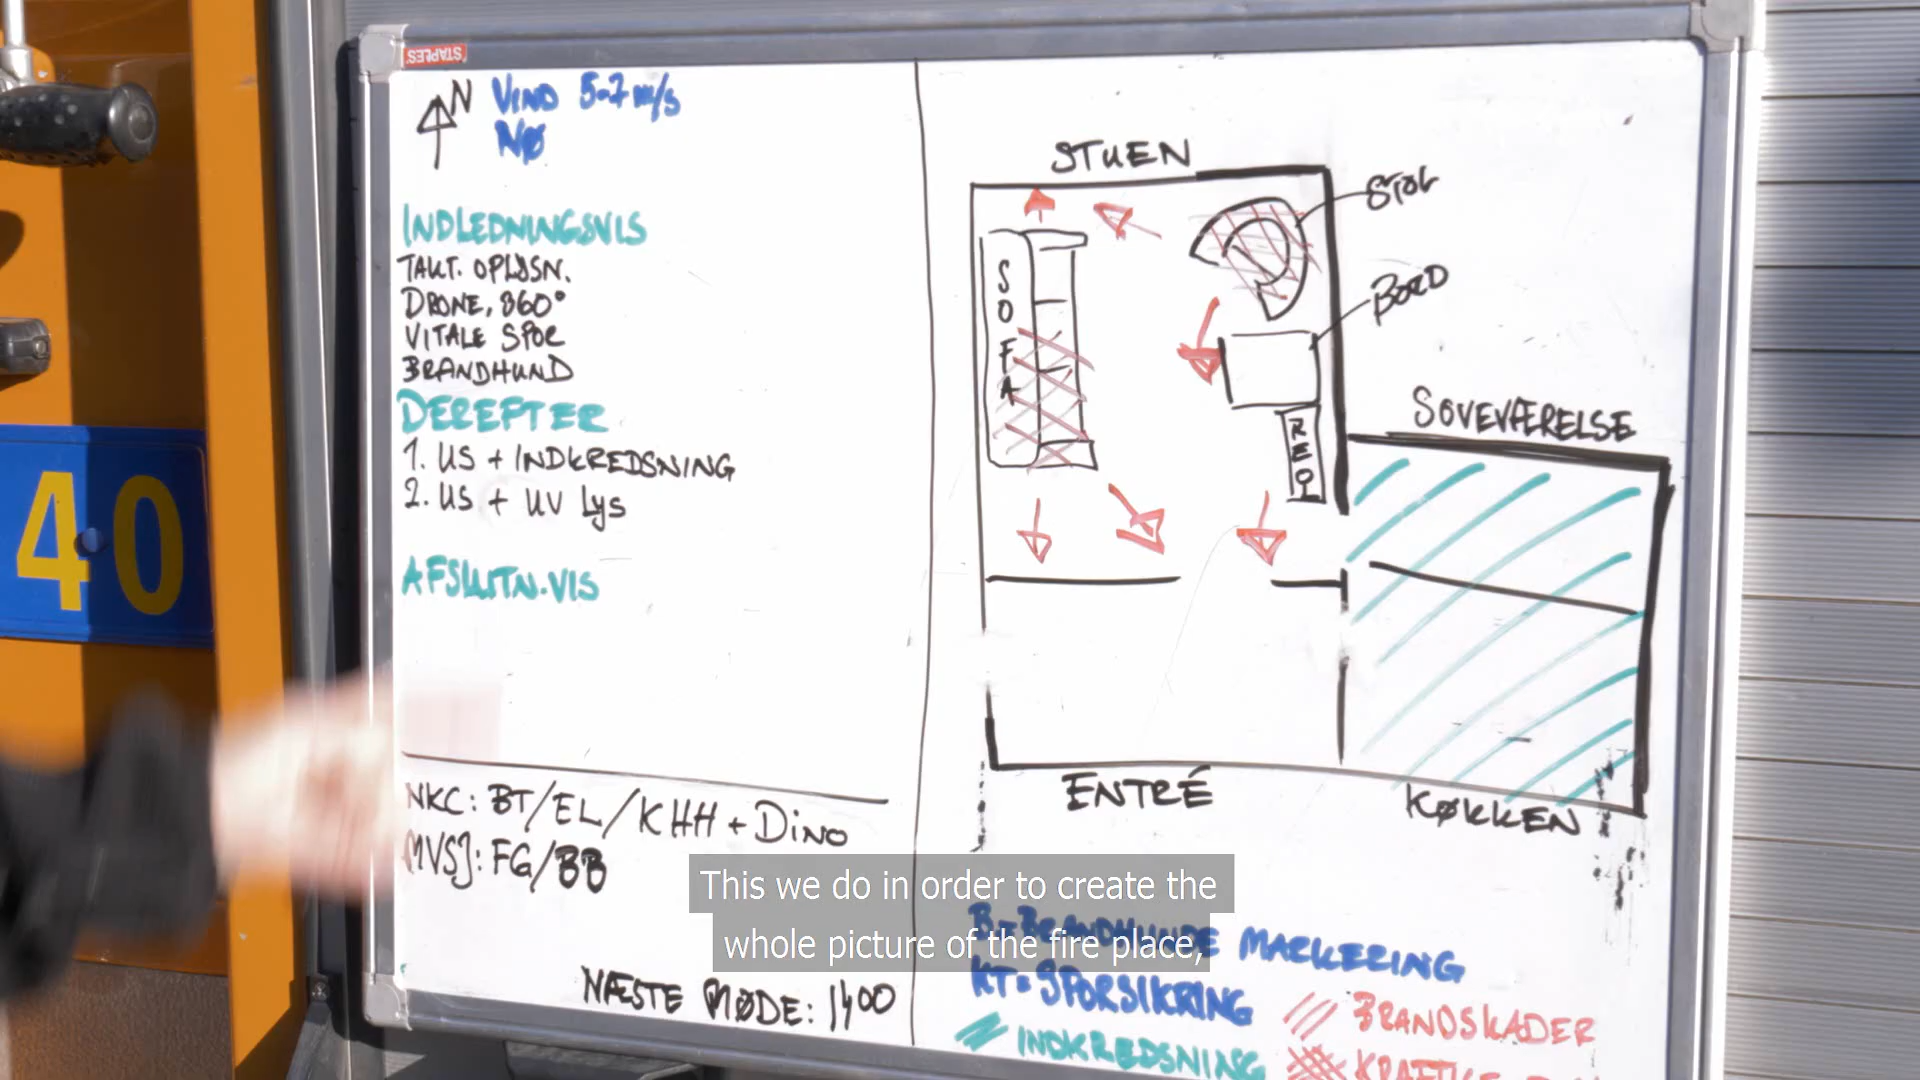 STAPLES
N
VIND 5-7 m/s
NØ
INDLEDNINGSVIS
TAKT. OPLYSN.
DRONE, 360°
VITALE SPOR
BRANDHUND
DEREFTER
1. US + INDKREDSNING
2. US + UV Lys
AFSLUTN.VIS
40
NKC: BT/EL/KHH + DINO
MVSJ: FG/BB
NÆSTE MØDE: 1400
STUEN
STOL
BORD
SOFA
REOL
SOVEVÆRELSE
ENTRÉ
KØKKEN
B = BRANDHUNDE MARKERING
KT = SPORSIKRING
INDKREDSNING
BRANDSKADER
This we do in order to create the
whole picture of the fire place,